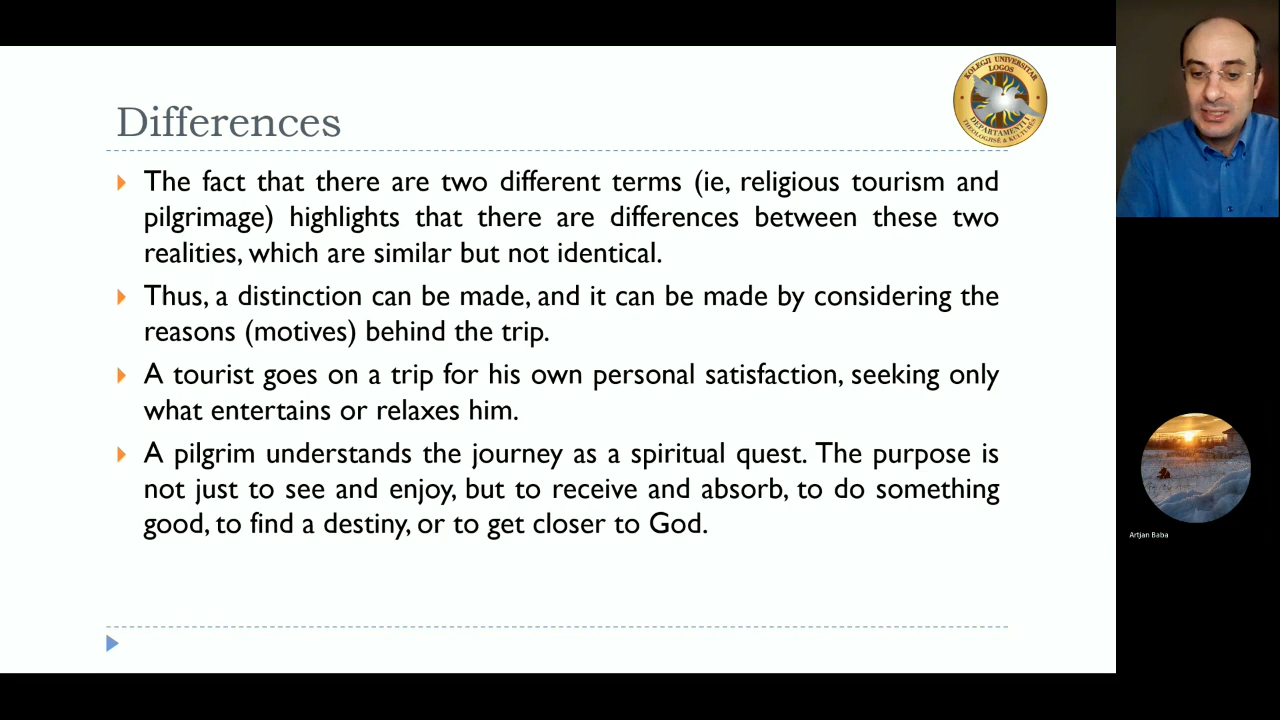 KOLEGJI UNIVERSITAR
LOGOS
DEPARTAMENTI
Differences
The fact that there are two different terms (ie, religious tourism and
pilgrimage) highlights that there are differences between these two
realities, which are similar but not identical.
Thus, a distinction can be made, and it can be made by considering the
reasons (motives) behind the trip.
A tourist goes on a trip for his own personal satisfaction, seeking only
what entertains or relaxes him.
A pilgrim understands the journey as a spiritual quest. The purpose is
not just to see and enjoy, but to receive and absorb, to do something
good, to find a destiny, or to get closer to God.
Artjan Baba